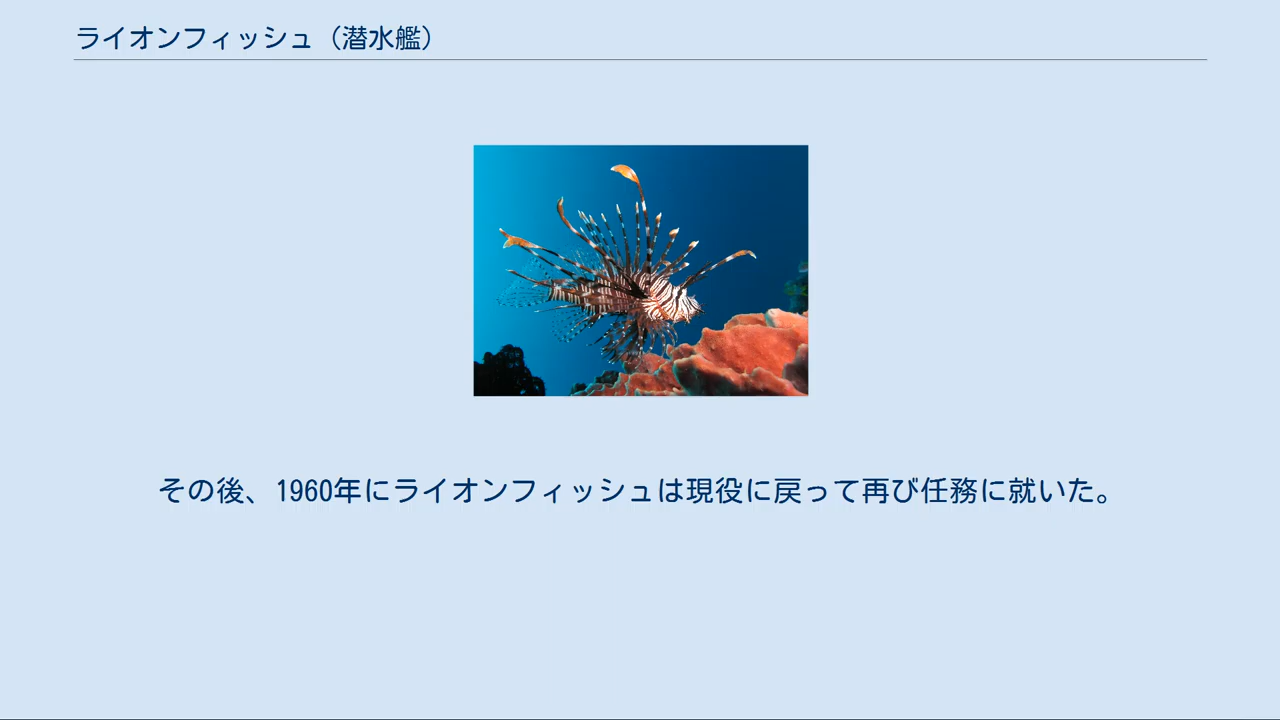 ライオンフィッシュ（潜水艦）
その後、1960年にライオンフィッシュは現役に戻って再び任務に就いた。